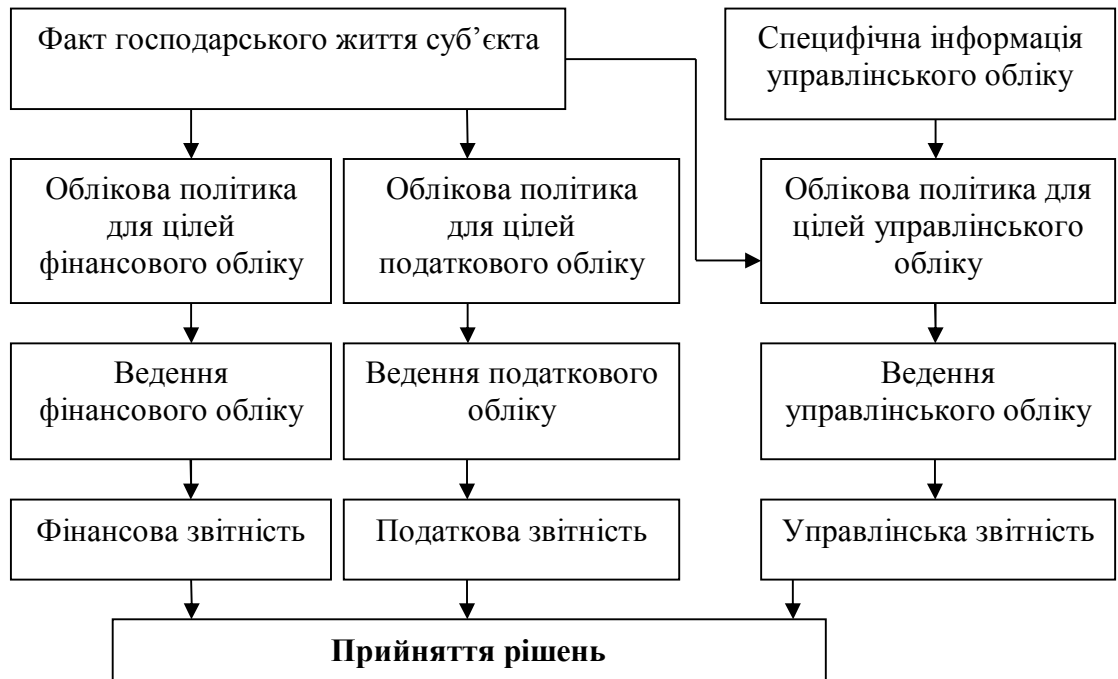 Факт господарського життя суб’єкта
Специфічна інформація
управлінського обліку
Облікова політика
для цілей
фінансового обліку
Облікова політика
для цілей
податкового обліку
Облікова політика для
цілей управлінського
обліку
Ведення
фінансового обліку
Ведення податкового
обліку
Ведення
управлінського обліку
Фінансова звітність
Податкова звітність
Управлінська звітність
Прийняття рішень